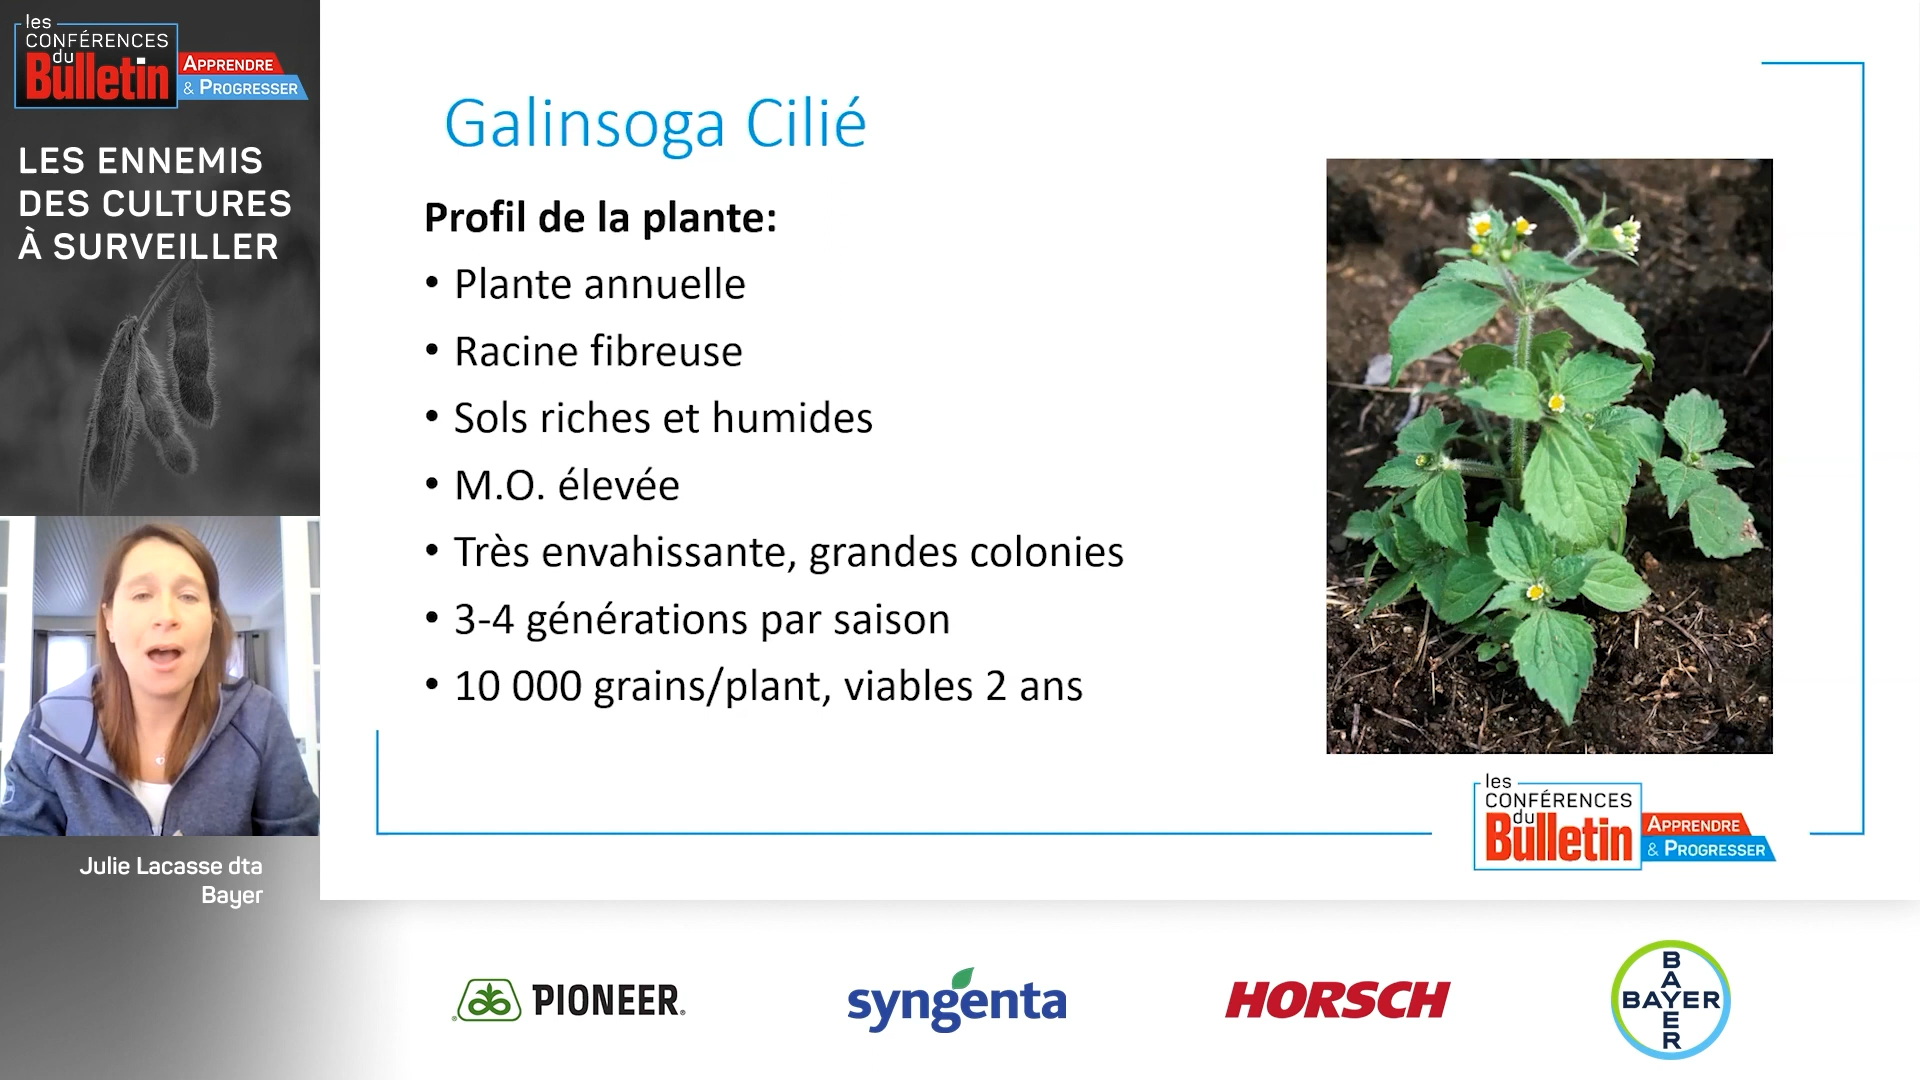 les
CONFÉRENCES
du
Bulletin
APPRENDRE
& PROGRESSER
LES ENNEMIS
DES CULTURES
À SURVEILLER
Julie Lacasse dta
Bayer
Galinsoga Cilié
Profil de la plante:
• Plante annuelle
• Racine fibreuse
• Sols riches et humides
• M.O. élevée
• Très envahissante, grandes colonies
• 3-4 générations par saison
• 10 000 grains/plant, viables 2 ans
les
CONFÉRENCES
du
Bulletin
APPRENDRE
& PROGRESSER
PIONEER
syngenta
HORSCH
BAYER
BAYER